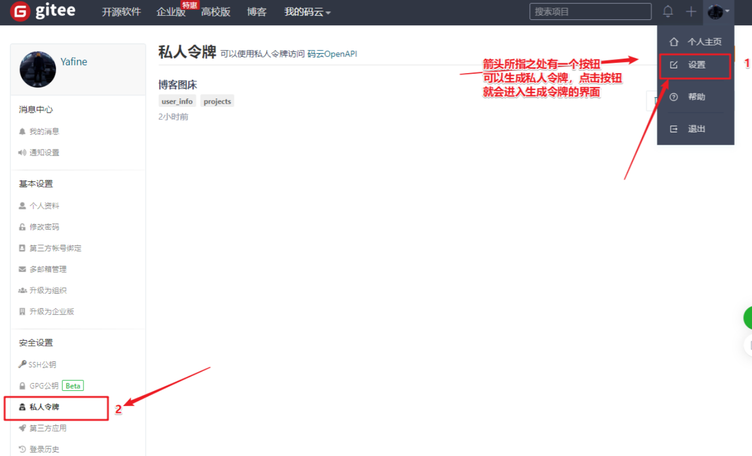 gitee
开源软件 企业版 特惠 高校版 博客 我的码云
搜索项目
Yafine
消息中心
我的消息
通知设置
基本设置
个人资料
修改密码
第三方帐号绑定
多邮箱管理
升级为组织
升级为企业版
安全设置
SSH公钥
GPG公钥 Beta
私人令牌
2
第三方应用
登录历史
私人令牌 可以使用私人令牌访问 码云OpenAPI
博客图床
user_info projects
2小时前
箭头所指之处有一个按钮
可以生成私人令牌，点击按钮
就会进入生成令牌的界面
个人主页
设置
1
帮助
退出